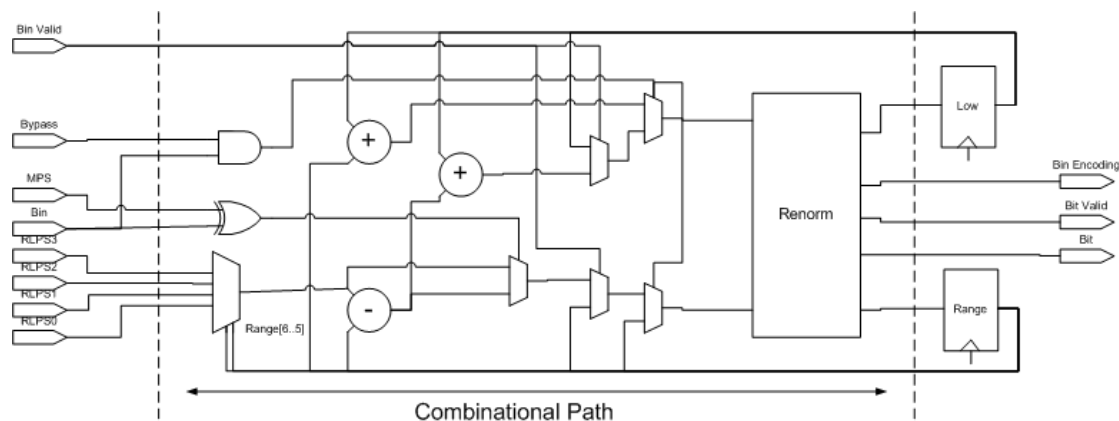 Bin Valid
Bypass
MPS
Bin
RLPS3
RLPS2
RLPS1
RLPS0
+
+
-
Range[6..5]
Renorm
Low
Bin Encoding
Bit Valid
Bit
Range
Combinational Path